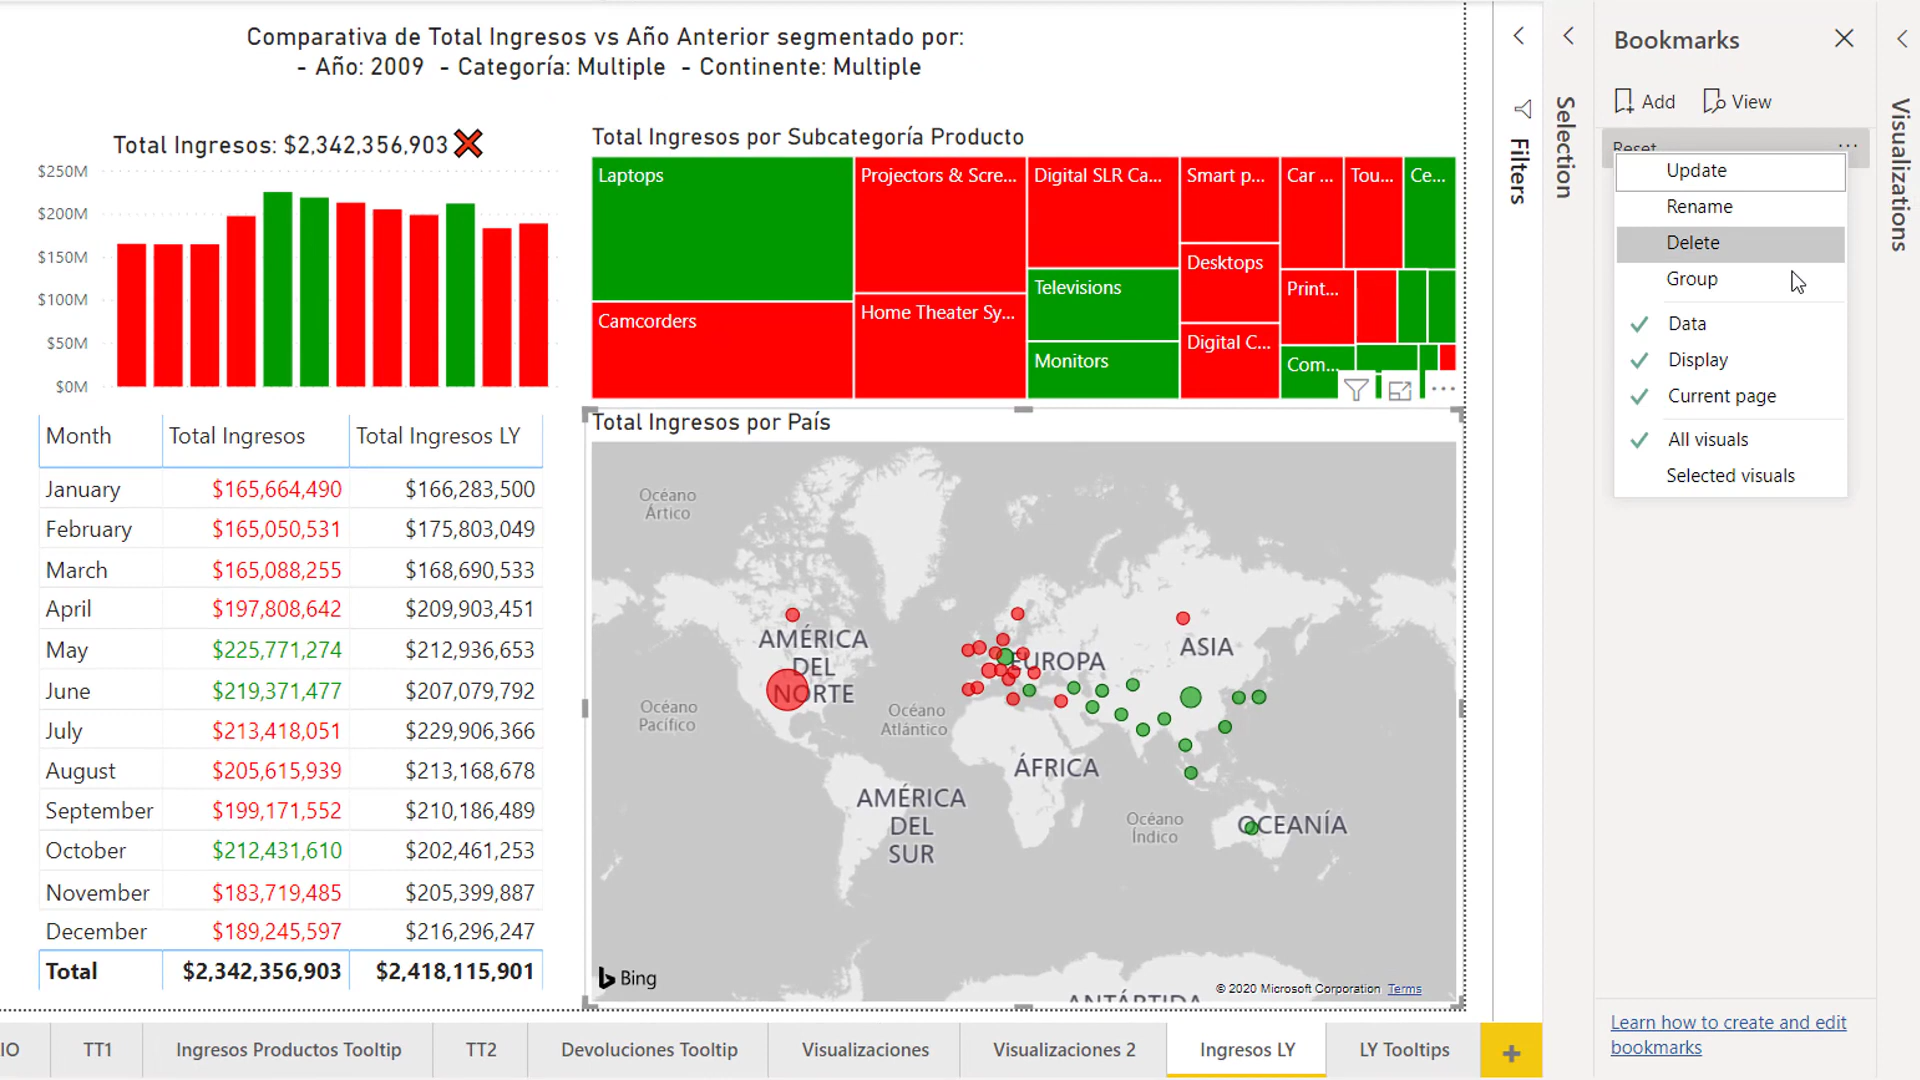 Comparativa de Total Ingresos vs Año Anterior segmentado por:
- Año: 2009 - Categoría: Multiple - Continente: Multiple
Total Ingresos: $2,342,356,903
$250M
$200M
$150M
$100M
$50M
$0M
Month Total Ingresos Total Ingresos LY
January $165,664,490 $166,283,500
February $165,050,531 $175,803,049
March $165,088,255 $168,690,533
April $197,808,642 $209,903,451
May $225,771,274 $212,936,653
June $219,371,477 $207,079,792
July $213,418,051 $229,906,366
August $205,615,939 $213,168,678
September $199,171,552 $210,186,489
October $212,431,610 $202,461,253
November $183,719,485 $205,399,887
December $189,245,597 $216,296,247
Total $2,342,356,903 $2,418,115,901
Total Ingresos por Subcategoría Producto
Laptops
Camcorders
Projectors & Scre...
Home Theater Sy...
Digital SLR Ca...
Televisions
Monitors
Smart p...
Desktops
Digital C...
Car ...
Tou...
Ce...
Print...
Com...
Total Ingresos por País
Océano
Ártico
AMÉRICA
DEL
NORTE
Océano
Pacífico
Océano
Atlántico
EUROPA
ASIA
ÁFRICA
AMÉRICA
DEL
SUR
Océano
Índico
OCEANÍA
ANTÁRTIDA
Bing
© 2020 Microsoft Corporation Terms
Filters
Selection
Bookmarks
Add View
Reset
Update
Rename
Delete
Group
Data
Display
Current page
All visuals
Selected visuals
Learn how to create and edit
bookmarks
Visualizations
IO TT1 Ingresos Productos Tooltip TT2 Devoluciones Tooltip Visualizaciones Visualizaciones 2 Ingresos LY LY Tooltips